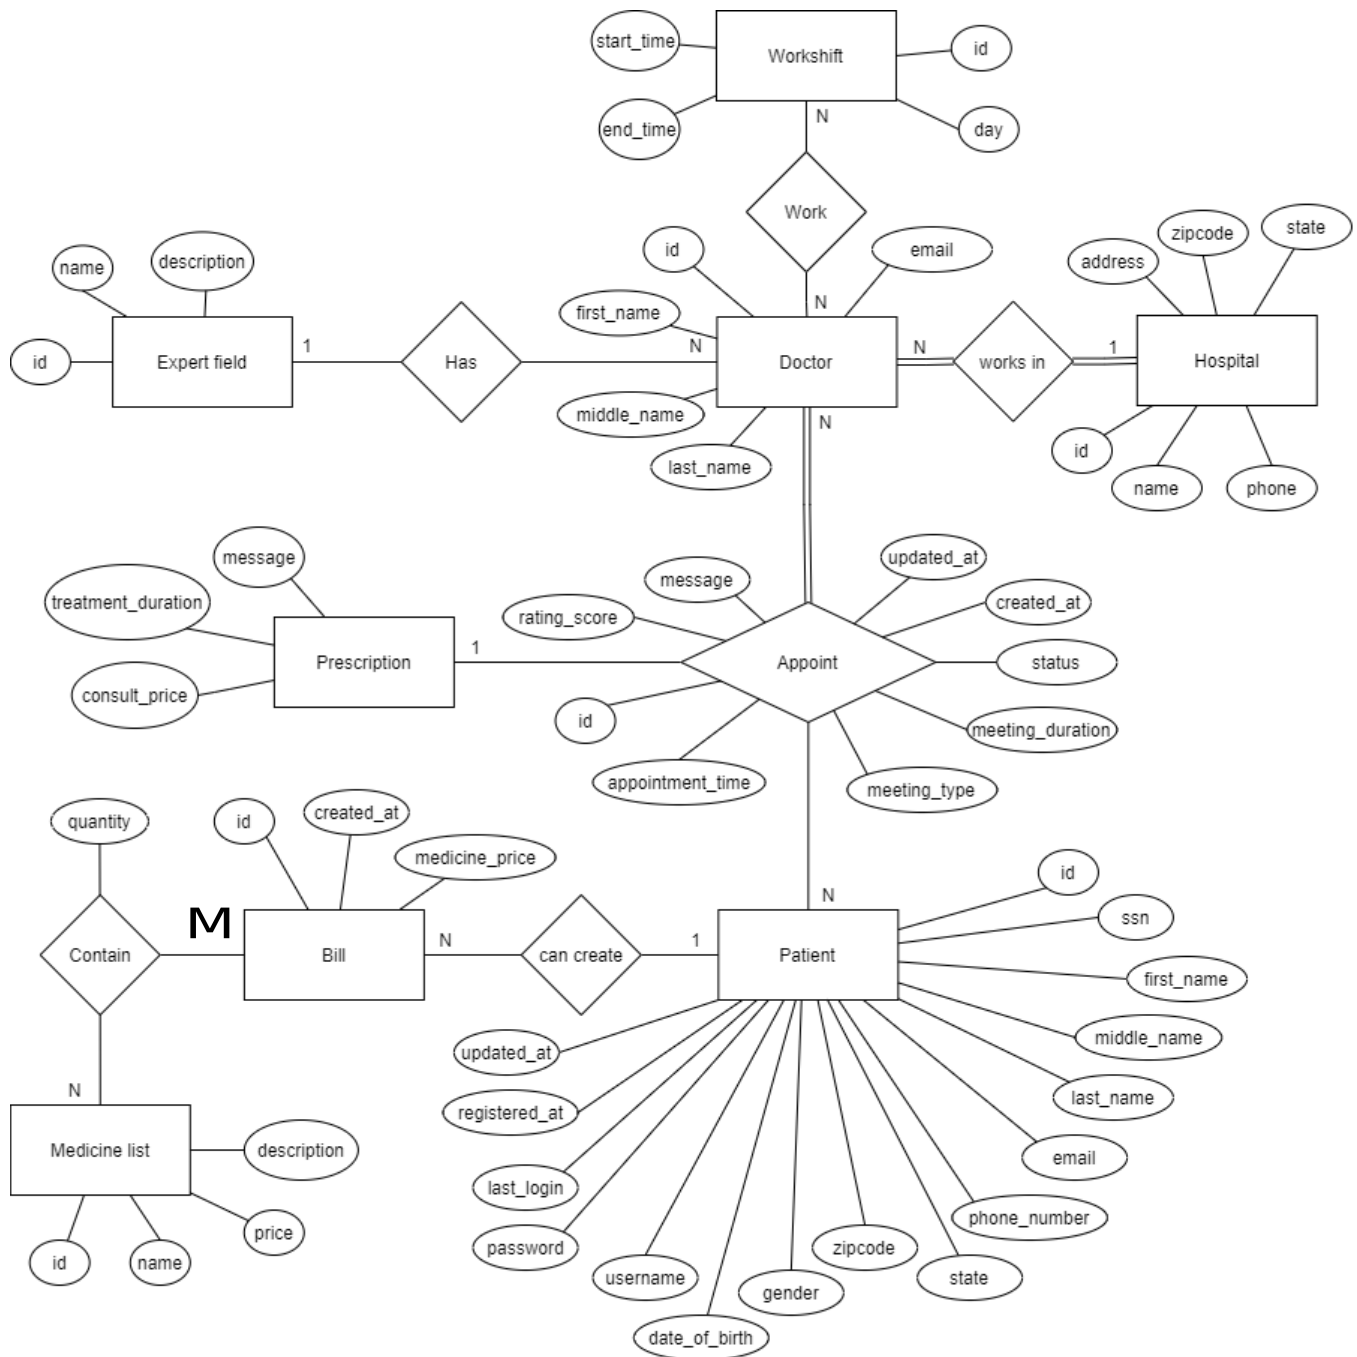 start_time
Workshift
id
end_time
N
day
Work
name
description
id
email
address
zipcode
state
first_name
N
id
Expert field
1
Has
N
Doctor
N
works in
1
Hospital
middle_name
N
last_name
id
name
phone
message
treatment_duration
consult_price
Prescription
1
rating_score
message
updated_at
created_at
Appoint
status
id
meeting_duration
appointment_time
meeting_type
quantity
id
created_at
medicine_price
Contain
M
Bill
N
can create
1
N
Patient
id
ssn
first_name
middle_name
last_name
email
phone_number
state
zipcode
gender
date_of_birth
username
password
last_login
registered_at
updated_at
N
Medicine list
description
id
name
price